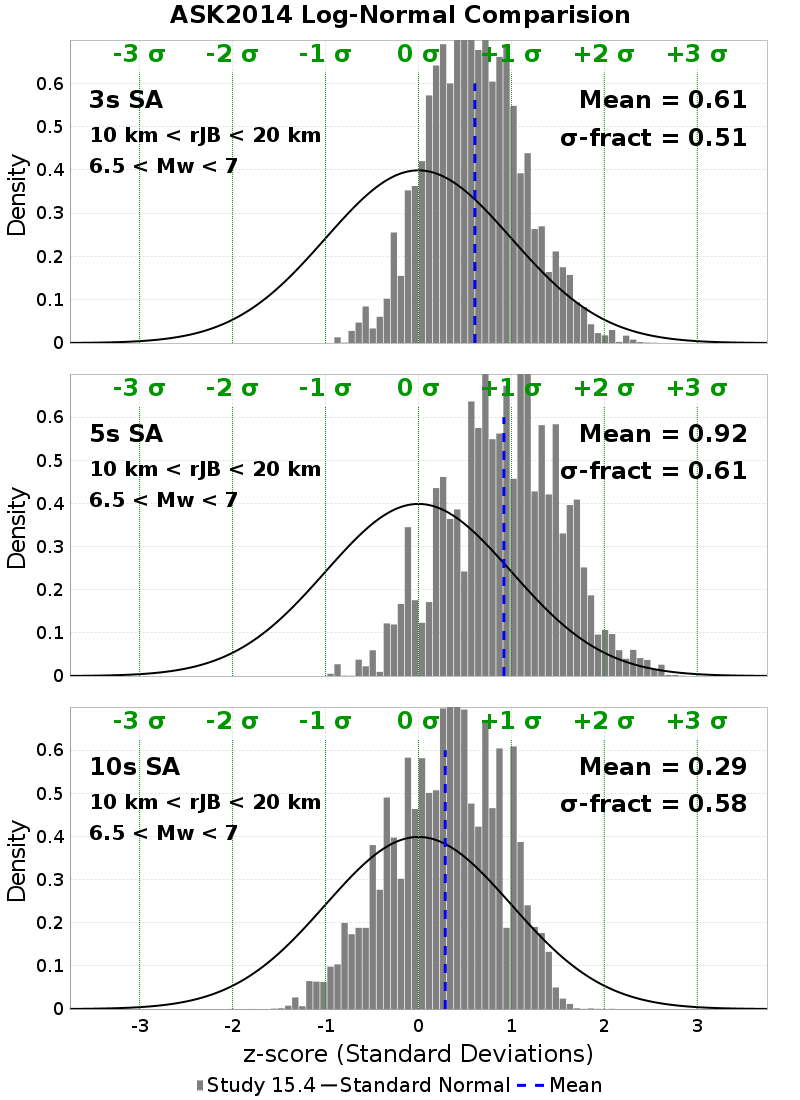 ASK2014 Log-Normal Comparision
-3 σ -2 σ -1 σ 0 σ +1 σ +2 σ +3 σ
3s SA
Mean = 0.61
10 km < rJB < 20 km
σ-fract = 0.51
6.5 < Mw < 7
Density
0.6
0.5
0.4
0.3
0.2
0.1
0
-3 σ -2 σ -1 σ 0 σ +1 σ +2 σ +3 σ
5s SA
Mean = 0.92
10 km < rJB < 20 km
σ-fract = 0.61
6.5 < Mw < 7
Density
0.6
0.5
0.4
0.3
0.2
0.1
0
-3 σ -2 σ -1 σ 0 σ +1 σ +2 σ +3 σ
10s SA
Mean = 0.29
10 km < rJB < 20 km
σ-fract = 0.58
6.5 < Mw < 7
Density
0.6
0.5
0.4
0.3
0.2
0.1
0
-3 -2 -1 0 1 2 3
z-score (Standard Deviations)
Study 15.4 Standard Normal Mean